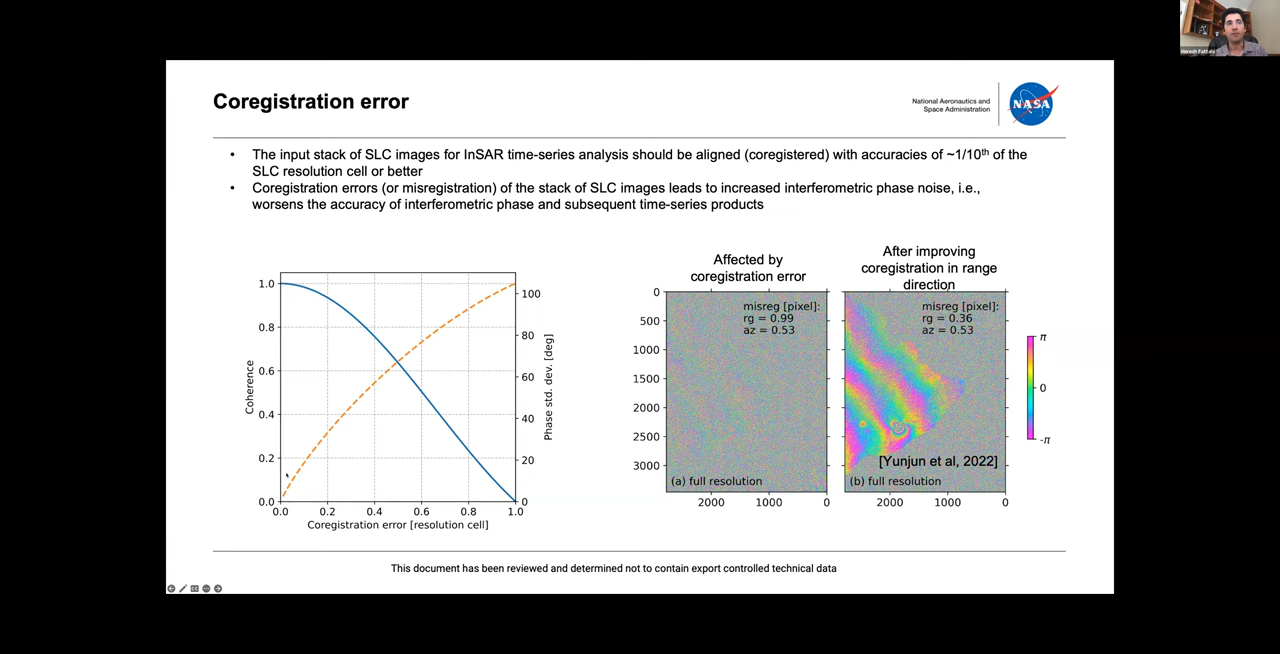 Heresh Fattahi
Coregistration error
National Aeronautics and
Space Administration
NASA
• The input stack of SLC images for InSAR time-series analysis should be aligned (coregistered) with accuracies of ~1/10th of the
SLC resolution cell or better
• Coregistration errors (or misregistration) of the stack of SLC images leads to increased interferometric phase noise, i.e.,
worsens the accuracy of interferometric phase and subsequent time-series products
1.0
0.8
0.6
0.4
0.2
0.0
Coherence
0.0 0.2 0.4 0.6 0.8 1.0
Coregistration error [resolution cell]
100
80
60
40
20
0
Phase std. dev. [deg]
Affected by
coregistration error
0
500
1000
1500
2000
2500
3000
misreg [pixel]:
rg = 0.99
az = 0.53
(a) full resolution
2000 1000 0
After improving
coregistration in range
direction
misreg [pixel]:
rg = 0.36
az = 0.53
[Yunjun et al, 2022]
(b) full resolution
2000 1000 0
π
0
-π
This document has been reviewed and determined not to contain export controlled technical data